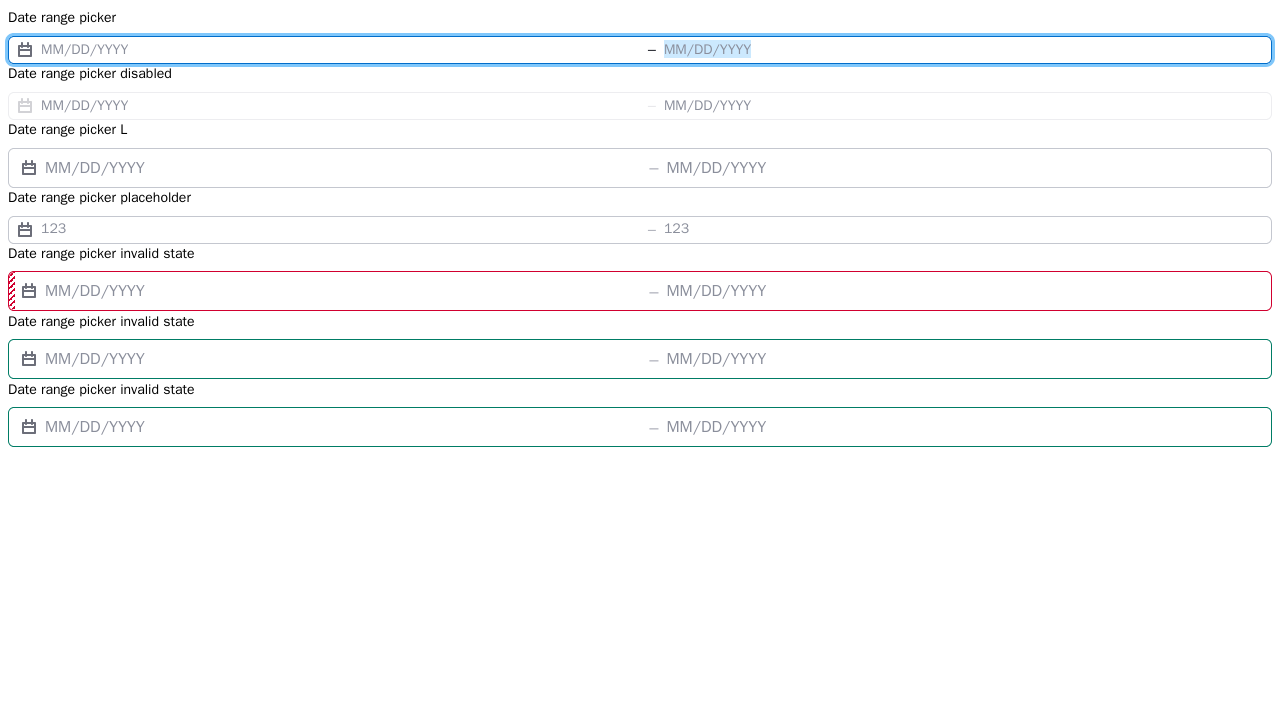 Date range picker
MM/DD/YYYY – MM/DD/YYYY
Date range picker disabled
MM/DD/YYYY – MM/DD/YYYY
Date range picker L
MM/DD/YYYY – MM/DD/YYYY
Date range picker placeholder
123 – 123
Date range picker invalid state
MM/DD/YYYY – MM/DD/YYYY
Date range picker invalid state
MM/DD/YYYY – MM/DD/YYYY
Date range picker invalid state
MM/DD/YYYY – MM/DD/YYYY